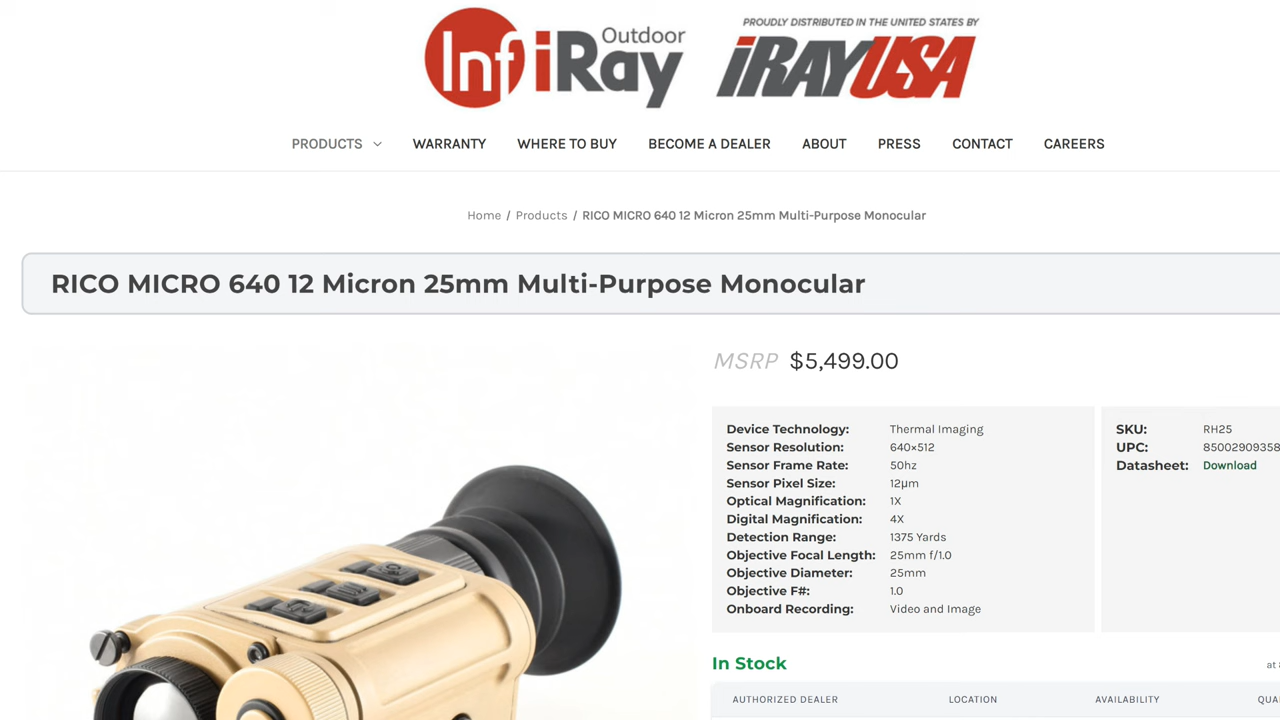 Outdoor
InfiRay
PROUDLY DISTRIBUTED IN THE UNITED STATES BY
iRAYUSA
PRODUCTS
WARRANTY
WHERE TO BUY
BECOME A DEALER
ABOUT
PRESS
CONTACT
CAREERS
Home / Products / RICO MICRO 640 12 Micron 25mm Multi-Purpose Monocular
RICO MICRO 640 12 Micron 25mm Multi-Purpose Monocular
MSRP $5,499.00
Device Technology: Thermal Imaging
Sensor Resolution: 640×512
Sensor Frame Rate: 50hz
Sensor Pixel Size: 12µm
Optical Magnification: 1X
Digital Magnification: 4X
Detection Range: 1375 Yards
Objective Focal Length: 25mm f/1.0
Objective Diameter: 25mm
Objective F#: 1.0
Onboard Recording: Video and Image
SKU: RH25
UPC: 85002909358
Datasheet: Download
In Stock
at
AUTHORIZED DEALER LOCATION AVAILABILITY